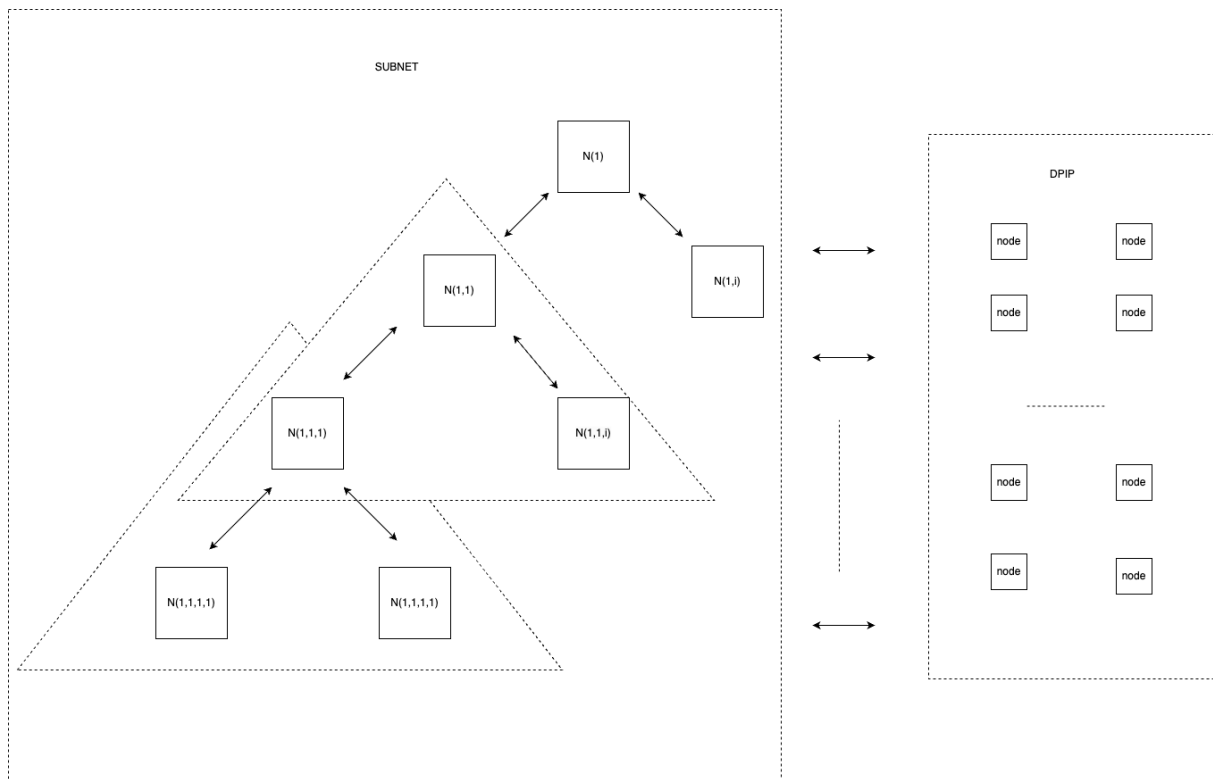 SUBNET
N(1)
DPIP
node
node
N(1,1)
N(1,i)
node
node
N(1,1,1)
N(1,1,i)
node
node
node
node
N(1,1,1,1)
N(1,1,1,1)